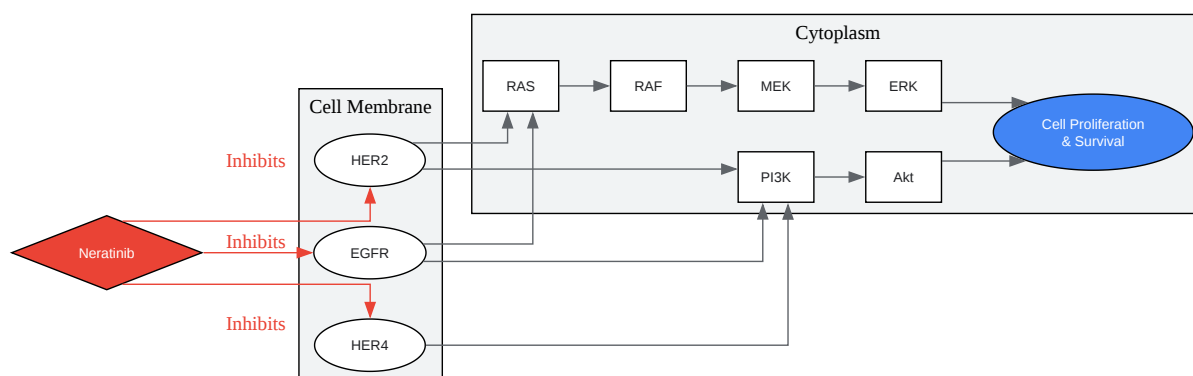 Cytoplasm
RAS
RAF
MEK
ERK
Cell Membrane
Cell Proliferation
& Survival
Inhibits
HER2
PI3K
Akt
Neratinib
Inhibits
EGFR
Inhibits
HER4